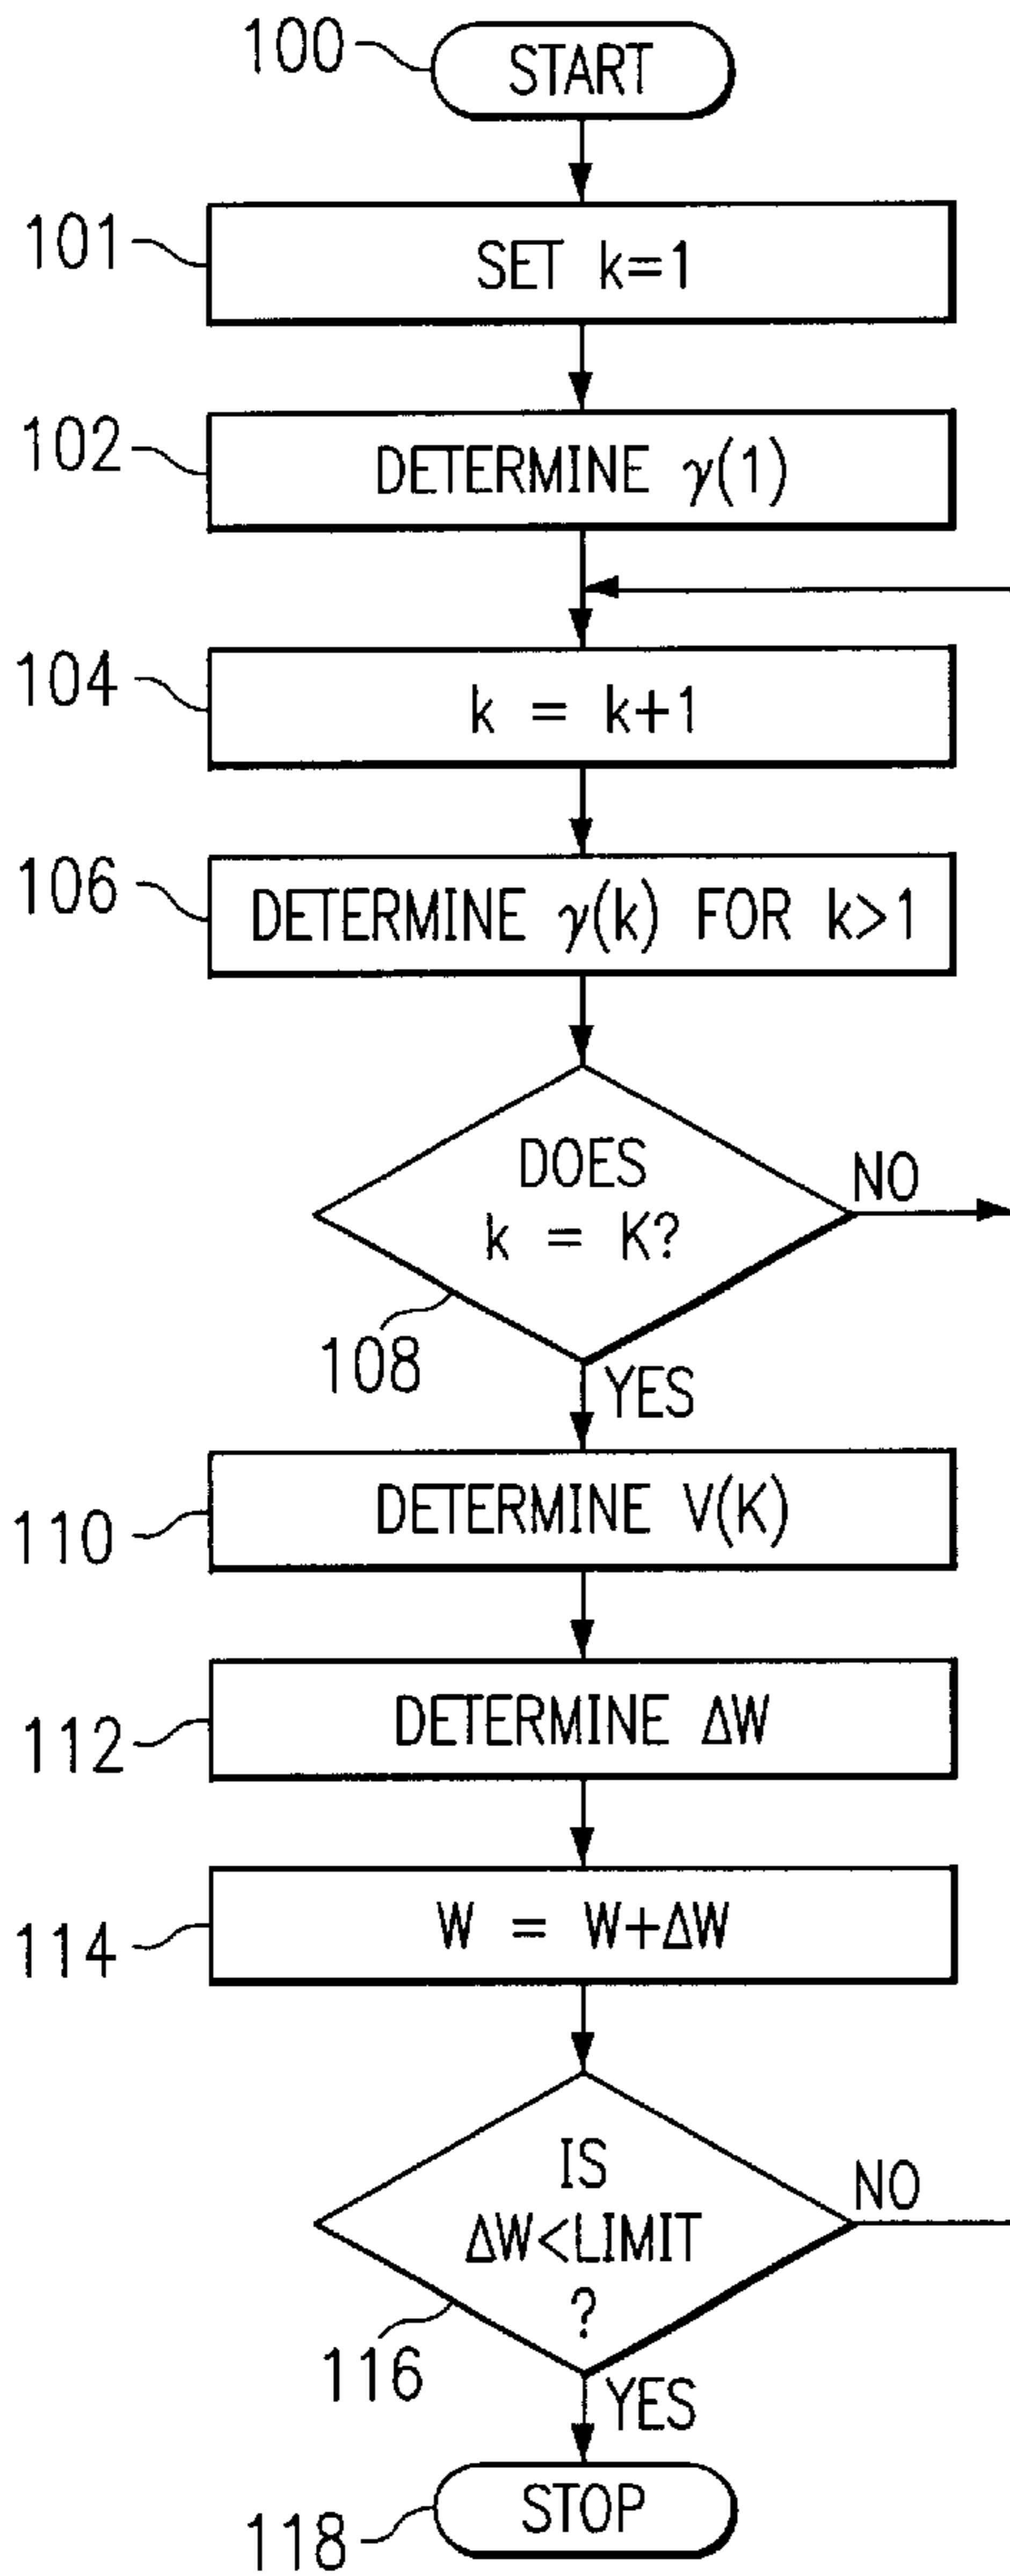 100
START
101
SET k=1
102
DETERMINE γ(1)
104
k = k+1
106
DETERMINE γ(k) FOR k>1
DOES
k = K?
NO
108
YES
110
DETERMINE V(K)
112
DETERMINE ΔW
114
W = W+ΔW
IS
ΔW<LIMIT
?
NO
116
YES
118
STOP